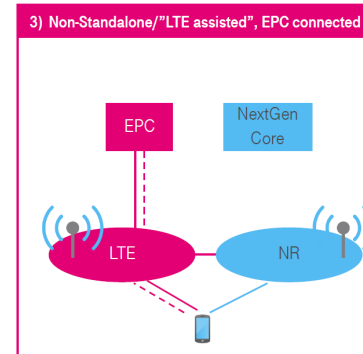 3) Non-Standalone/”LTE assisted”, EPC connected
EPC
NextGen
Core
LTE
NR